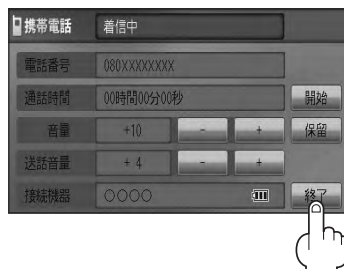 携帯電話 着信中
電話番号 080XXXXXXXX
通話時間 00時間00分00秒 開始
音量 +10 - + 保留
送話音量 + 4 - +
接続機器 ○○○○ 終了